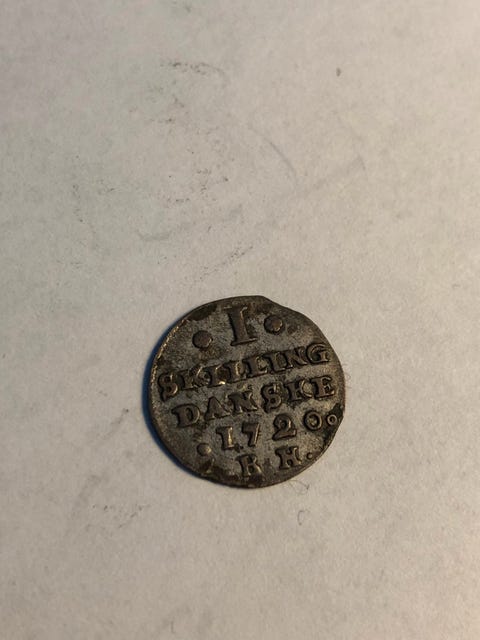 · I ·
SKILLING
DANSKE
· 1720.
B H.